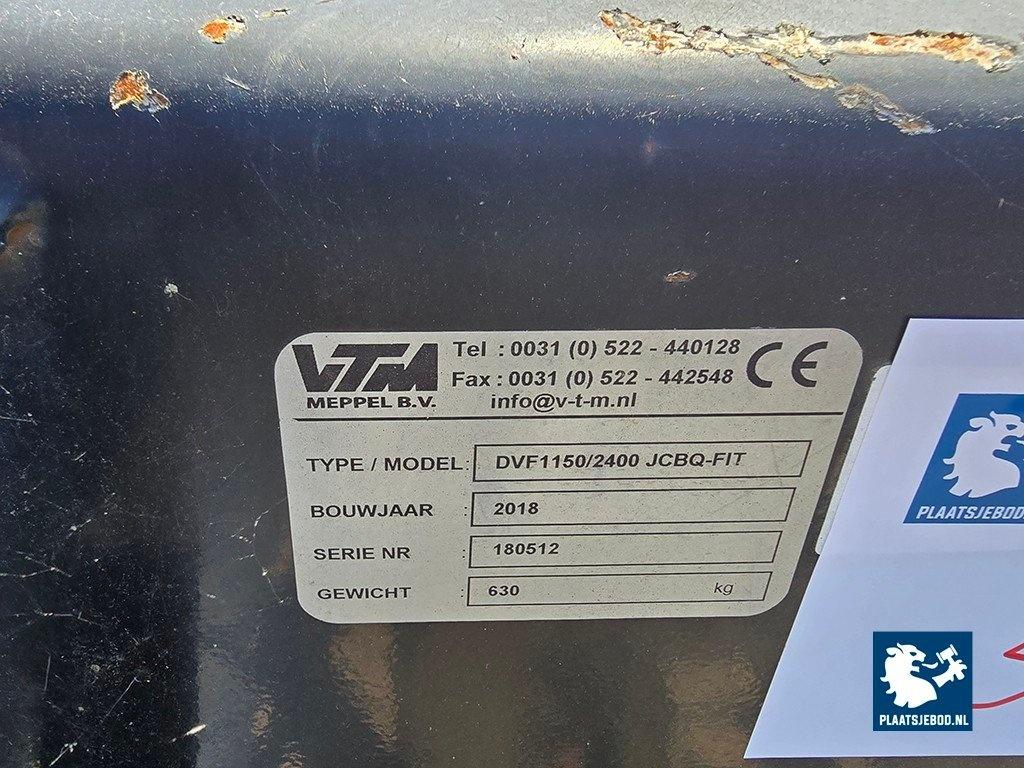 VTM
MEPPEL B.V.
Tel : 0031 (0) 522 - 440128
Fax : 0031 (0) 522 - 442548
info@v-t-m.nl
CE
TYPE / MODEL: DVF1150/2400 JCBQ-FIT
BOUWJAAR : 2018
SERIE NR : 180512
GEWICHT : 630 kg
PLAATSJEBOD
PLAATSJEBOD.NL